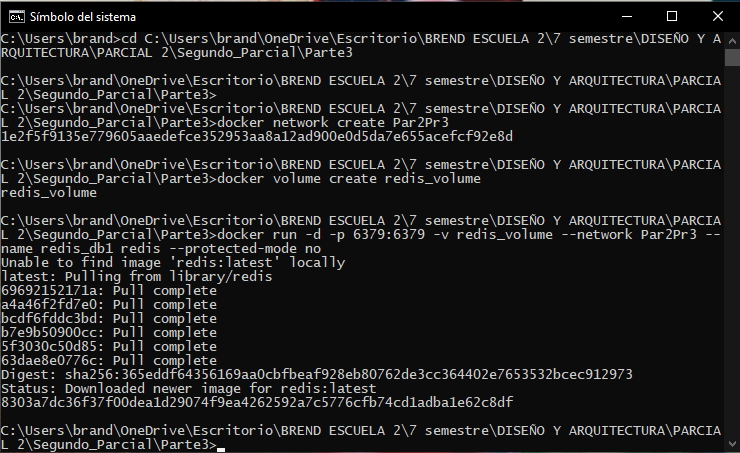 Símbolo del sistema
C:\Users\brand>cd C:\Users\brand\OneDrive\Escritorio\BREND ESCUELA 2\7 semestre\DISEÑO Y A
RQUITECTURA\PARCIAL 2\Segundo_Parcial\Parte3
C:\Users\brand\OneDrive\Escritorio\BREND ESCUELA 2\7 semestre\DISEÑO Y ARQUITECTURA\PARCIA
L 2\Segundo_Parcial\Parte3>
C:\Users\brand\OneDrive\Escritorio\BREND ESCUELA 2\7 semestre\DISEÑO Y ARQUITECTURA\PARCIA
L 2\Segundo_Parcial\Parte3>docker network create Par2Pr3
1e2f5f9135e779605aaedefce352953aa8a12ad900e0d5da7e655acefcf92e8d
C:\Users\brand\OneDrive\Escritorio\BREND ESCUELA 2\7 semestre\DISEÑO Y ARQUITECTURA\PARCIA
L 2\Segundo_Parcial\Parte3>docker volume create redis_volume
redis_volume
C:\Users\brand\OneDrive\Escritorio\BREND ESCUELA 2\7 semestre\DISEÑO Y ARQUITECTURA\PARCIA
L 2\Segundo_Parcial\Parte3>docker run -d -p 6379:6379 -v redis_volume --network Par2Pr3 --
name redis_db1 redis --protected-mode no
Unable to find image 'redis:latest' locally
latest: Pulling from library/redis
69692152171a: Pull complete
a4a46f2fd7e0: Pull complete
bcdf6fddc3bd: Pull complete
b7e9b50900cc: Pull complete
5f3030c50d85: Pull complete
63dae8e0776c: Pull complete
Digest: sha256:365eddf64356169aa0cbfbeaf928eb80762de3cc364402e7653532bcec912973
Status: Downloaded newer image for redis:latest
8303a7dc36f37f00dea1d29074f9ea4262592a7c5776cfb74cd1adba1e62c8df
C:\Users\brand\OneDrive\Escritorio\BREND ESCUELA 2\7 semestre\DISEÑO Y ARQUITECTURA\PARCIA
L 2\Segundo_Parcial\Parte3>